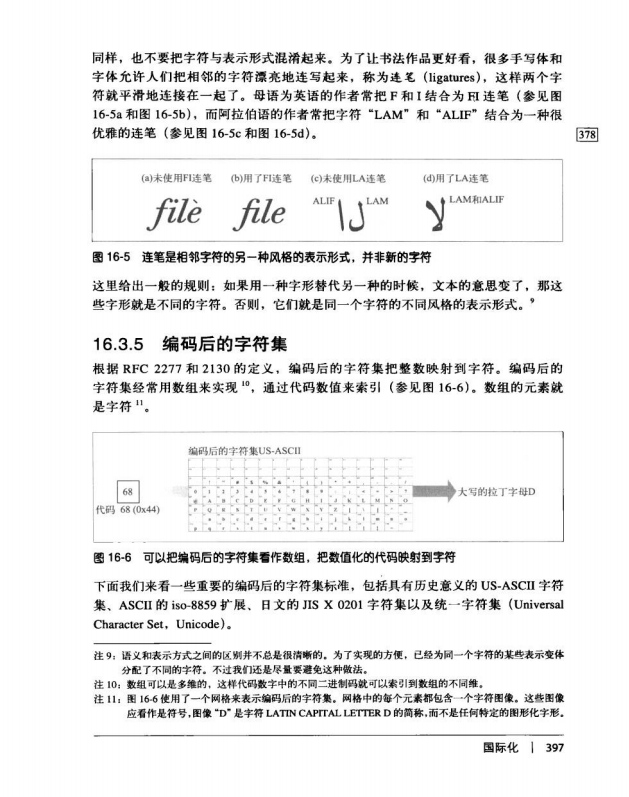 同样，也不要把字符与表示形式混淆起来。为了让书法作品更好看，很多手写体和
字体允许人们把相邻的字符漂亮地连写起来，称为连笔（ligatures），这样两个字
符就平滑地连接在一起了。母语为英语的作者常把 F 和 I 结合为 FI 连笔（参见图
16-5a 和图 16-5b），而阿拉伯语的作者常把字符“LAM”和“ALIF”结合为一种很
优雅的连笔（参见图 16-5c 和图 16-5d）。
378
(a)未使用FI连笔 (b)用了FI连笔 (c)未使用LA连笔 (d)用了LA连笔
filè file ALIF LAM LAM和ALIF
图 16-5 连笔是相邻字符的另一种风格的表示形式，并非新的字符
这里给出一般的规则：如果用一种字形替代另一种的时候，文本的意思变了，那这
些字形就是不同的字符。否则，它们就是同一个字符的不同风格的表示形式。9
16.3.5 编码后的字符集
根据 RFC 2277 和 2130 的定义，编码后的字符集把整数映射到字符。编码后的
字符集经常用数组来实现 10，通过代码数值来索引（参见图 16-6）。数组的元素就
是字符 11。
编码后的字符集US-ASCII
68
代码 68 (0x44)
大写的拉丁字母D
图 16-6 可以把编码后的字符集看作数组，把数值化的代码映射到字符
下面我们来看一些重要的编码后的字符集标准，包括具有历史意义的 US-ASCII 字符
集、ASCII 的 iso-8859 扩展、日文的 JIS X 0201 字符集以及统一字符集（Universal
Character Set，Unicode）。
注 9：语义和表示方式之间的区别并不总是很清晰的。为了实现的方便，已经为同一个字符的某些表示变体
分配了不同的字符。不过我们还是尽量要避免这种做法。
注 10：数组可以是多维的，这样代码数字中的不同二进制码就可以索引到数组的不同维。
注 11：图 16-6 使用了一个网格来表示编码后的字符集。网格中的每个元素都包含一个字符图像。这些图像
应看作是符号，图像“D”是字符 LATIN CAPITAL LETTER D 的简称，而不是任何特定的图形化字形。
国际化 | 397